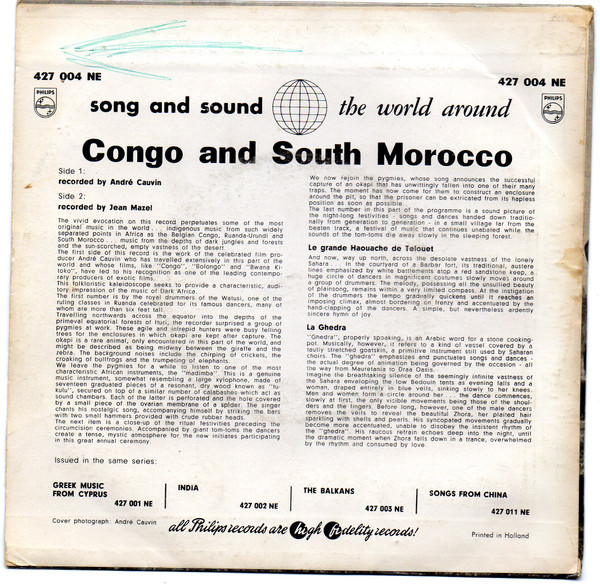 427 004 NE
427 004 NE
PHILIPS
PHILIPS
song and sound the world around
Congo and South Morocco
Side 1:
recorded by André Cauvin
Side 2:
recorded by Jean Mazel
The vivid evocation on this record perpetuates some of the most
original music in the world . . . indigenous music from such widely
separated points in Africa as the Belgian Congo, Ruanda-Urundi and
South Morocco . . . music from the depths of dark jungles and forests
and the sun-scorched, empty vastness of the desert.
The first side of this record is the work of the celebrated film pro-
ducer André Cauvin who has travelled extensively in this part of the
world and whose films, like "Congo", "Bolongo" and "Bwana Ki-
toko", have led to his recognition as one of the leading contempo-
rary producers of exotic films.
This folkloristic kaleidoscope seeks to provide a characteristic, audi-
tory impression of the music of Dark Africa.
The first number is by the royal drummers of the Watusi, one of the
ruling classes in Ruanda celebrated for its famous dancers, many of
whom are more than six feet tall.
Travelling northwards across the equator into the depths of the
primeval equatorial forests of Ituri, the recorder surprised a group of
pygmies at work. These agile and intrepid hunters were busy felling
trees for the enclosures in which okapi are kept after capture. The
okapi is a rare animal, only encountered in this part of the world, and
might be described as being midway between the giraffe and the
zebra. The background noises include the chirping of crickets, the
croaking of bullfrogs and the trumpeting of elephants.
We leave the pygmies for a while to listen to one of the most
characteristic African instruments, the "madimba". This is a genuine
music instrument, somewhat resembling a large xylophone, made of
seventeen graduated pieces of a resonant, dry wood known as "tu-
kulu", secured on top of a similar number of calabashes which act as
sound chambers. Each of the latter is perforated and the hole covered
by a small piece of the ovarian membrane of a spider. The singer
chants his nostalgic song, accompanying himself by striking the bars
with two small hammers provided with crude rubber heads.
The next item is a close-up of the ritual festivities preceding the
circumcision ceremonies. Accompanied by giant tom-toms the dancers
create a tense, mystic atmosphere for the new initiates participating
in this great annual ceremony.
We now rejoin the pygmies, whose song announces the successful
capture of an okapi that has unwittingly fallen into one of their many
traps. The moment has now come for them to construct an enclosure
around the pit, so that the prisoner can be extricated from its hapless
position as soon as possible.
The last number in this part of the programme is a sound picture of
the night-long festivities - songs and dances handed down traditio-
nally from generation to generation - in a small village far from the
beaten track, a festival of music that continues unabated while the
sounds of the tom-toms die away slowly in the sleeping forest.
Le grande Haouache de Telouet
And now, way up north, across the desolate vastness of the lonely
Sahara . . . In the courtyard of a Barbar fort, its traditional, austere
lines emphasized by white battlements atop a red sandstone keep, a
huge circle of dancers in magnificent costumes slowly moves around
a group of drummers. The melody, possessing all the unsullied beauty
of plainsong, remains within a very limited compass. At the instigation
of the drummers the tempo gradually quickens until it reaches an
imposing climax, almost bordering on frenzy and accentuated by the
hand-clapping of the dancers. A simple, but nevertheless ardently
sincere hymn of joy.
La Ghedra
"Ghedra", properly speaking, is an Arabic word for a stone cooking-
pot. Musically, however, it refers to a kind of vessel covered by a
tautly stretched goatskin, a primitive instrument still used by Saharan
choirs. The "ghedra" emphasizes and punctuates songs and dances -
the actual degree of animation being governed by the occasion - all
the way from Mauretania to Draa Oasis.
Imagine the breathtaking silence of the seemingly infinite vastness of
the Sahara enveloping the low Bedouin tents as evening falls and a
woman, draped entirely in blue veils, sinking slowly to her knees.
Men and women form a circle around her . . . the dance commences,
slowly at first, the only visible movements being those of the shoul-
ders and the fingers. Before long, however, one of the male dancers
removes the veils to reveal the beautiful Zhora, her plaited hair
sparkling with shells and pearls. His syncopated movements gradually
become more accentuated, unable to disobey the insistent rhythm of
the "ghedra". His raucous refrain echoes deep into the night, until
the dramatic moment when Zhora falls down in a trance, overwhelmed
by the rhythm and consumed by love.
Issued in the same series:
GREEK MUSIC
FROM CYPRUS
427 001 NE
INDIA
427 002 NE
THE BALKANS
427 003 NE
SONGS FROM CHINA
427 011 NE
Cover photograph: André Cauvin
all Philips records are high fidelity records!
Printed in Holland